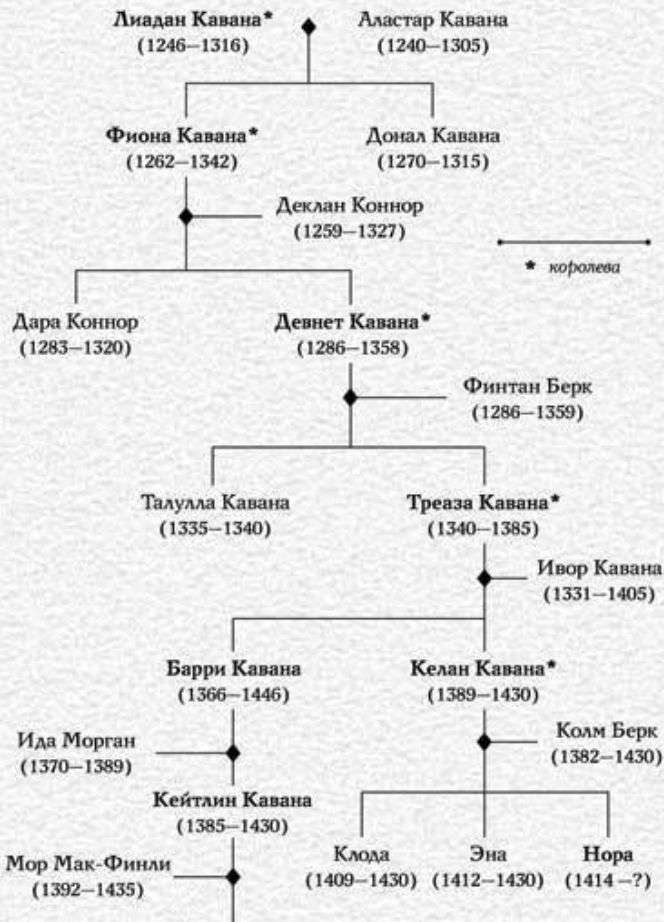 Лиадан Кавана* Аластар Кавана
(1246–1316) (1240–1305)
Фиона Кавана* Донал Кавана
(1262–1342) (1270–1315)
Деклан Коннор
(1259–1327)
* королева
Дара Коннор Девнет Кавана*
(1283–1320) (1286–1358)
Финтан Берк
(1286–1359)
Талулла Кавана Треаза Кавана*
(1335–1340) (1340–1385)
Ивор Кавана
(1331–1405)
Барри Кавана Келан Кавана*
(1366–1446) (1389–1430)
Ида Морган Колм Берк
(1370–1389) (1382–1430)
Кейтлин Кавана
(1385–1430)
Мор Мак-Финли Клода Эна Нора
(1392–1435) (1409–1430) (1412–1430) (1414–?)